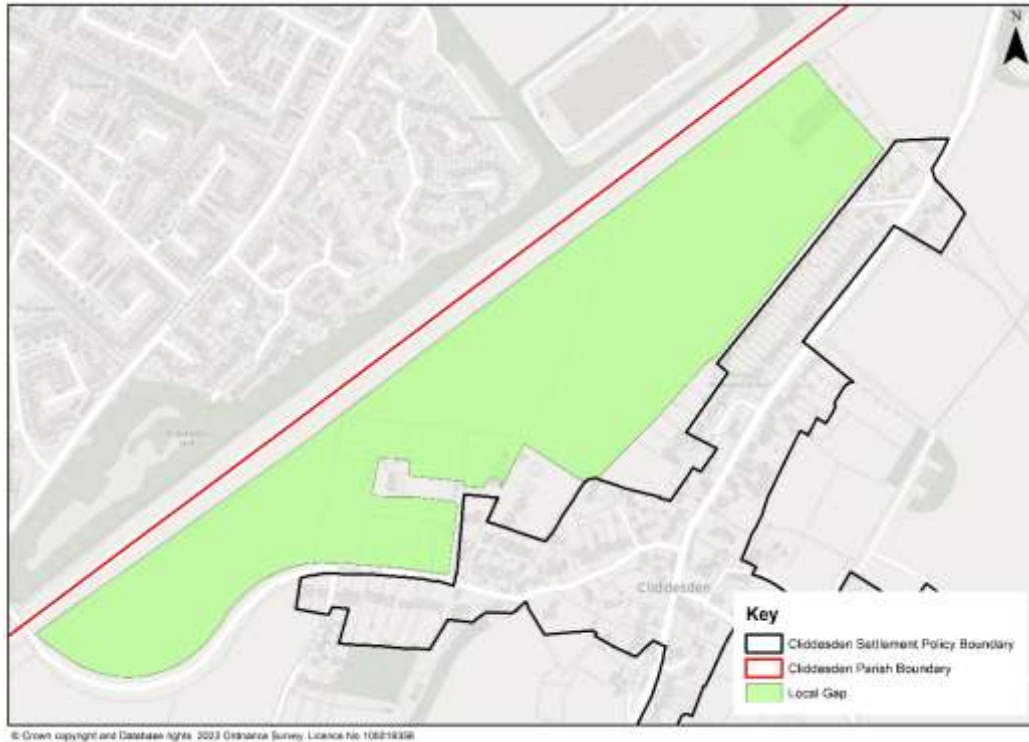 N
Cliddesden
Key
Cliddesden Settlement Policy Boundary
Cliddesden Parish Boundary
Local Gap
© Crown copyright and Database rights 2023 Ordnance Survey. Licence No 100019356